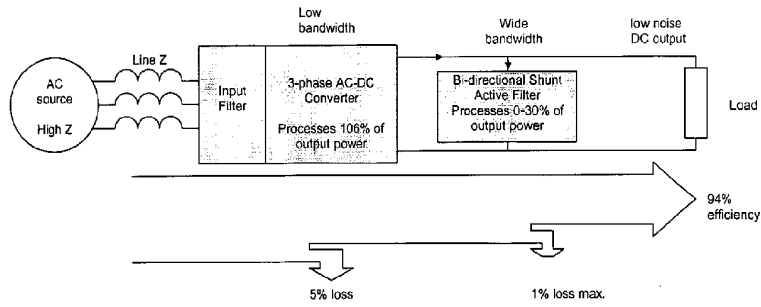 Low
bandwidth
Wide
bandwidth
low noise
DC output
Line Z
AC
source
High Z
Input
Filter
3-phase AC-DC
Converter
Processes 106% of
output power
Bi-directional Shunt
Active Filter
Processes 0-30% of
output power
Load
94%
efficiency
5% loss
1% loss max.